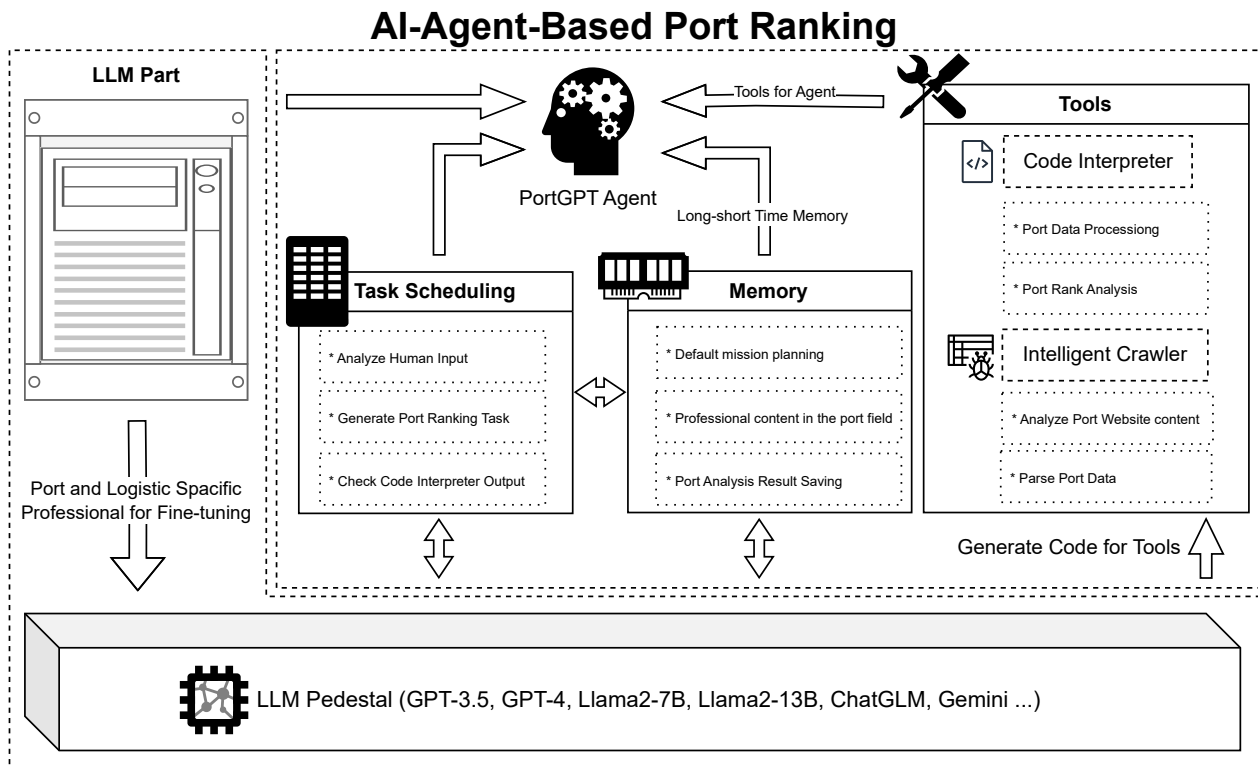 AI-Agent-Based Port Ranking
LLM Part
Port and Logistic Spacific
Professional for Fine-tuning
PortGPT Agent
Tools for Agent
Long-short Time Memory
Task Scheduling
* Analyze Human Input
* Generate Port Ranking Task
* Check Code Interpreter Output
Memory
* Default mission planning
* Professional content in the port field
* Port Analysis Result Saving
Tools
</>
Code Interpreter
* Port Data Processiong
* Port Rank Analysis
Intelligent Crawler
* Analyze Port Website content
* Parse Port Data
Generate Code for Tools
LLM Pedestal (GPT-3.5, GPT-4, Llama2-7B, Llama2-13B, ChatGLM, Gemini ...)